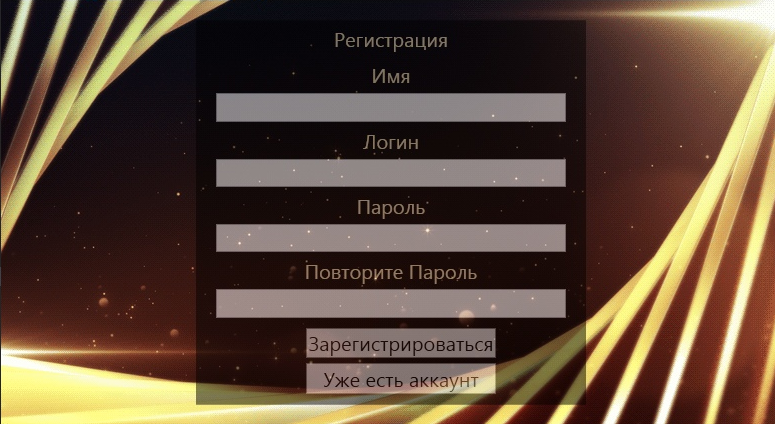 Регистрация
Имя
Логин
Пароль
Повторите Пароль
Зарегистрироваться
Уже есть аккаунт